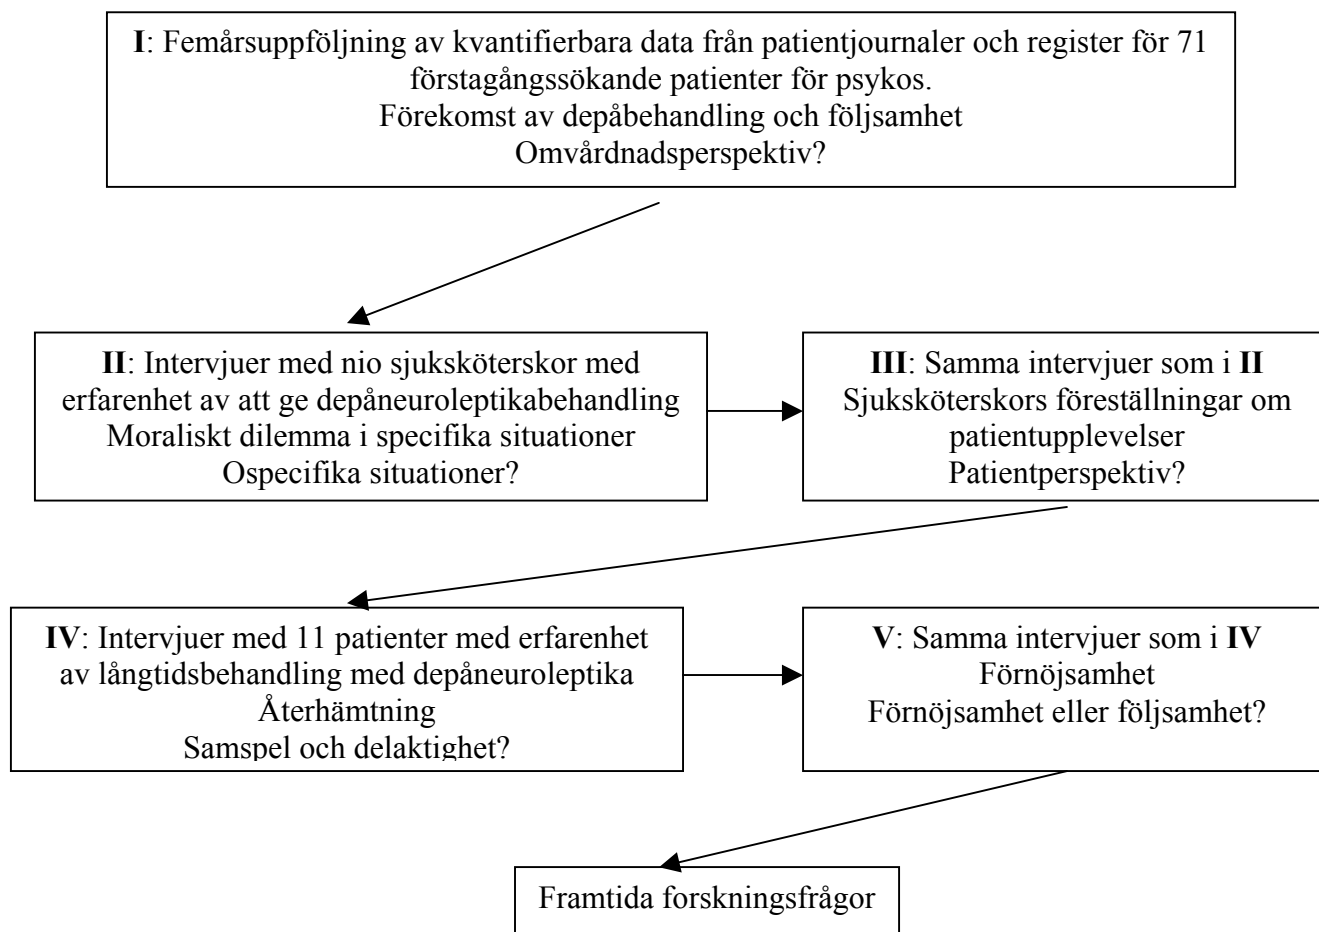 I: Femårsuppföljning av kvantifierbara data från patientjournaler och register för 71
förstagångssökande patienter för psykos.
Förekomst av depåbehandling och följsamhet
Omvårdnadsperspektiv?
II: Intervjuer med nio sjuksköterskor med
erfarenhet av att ge depåneuroleptikabehandling
Moraliskt dilemma i specifika situationer
Ospecifika situationer?
III: Samma intervjuer som i II
Sjuksköterskors föreställningar om
patientupplevelser
Patientperspektiv?
IV: Intervjuer med 11 patienter med erfarenhet
av långtidsbehandling med depåneuroleptika
Återhämtning
Samspel och delaktighet?
V: Samma intervjuer som i IV
Förnöjsamhet
Förnöjsamhet eller följsamhet?
Framtida forskningsfrågor